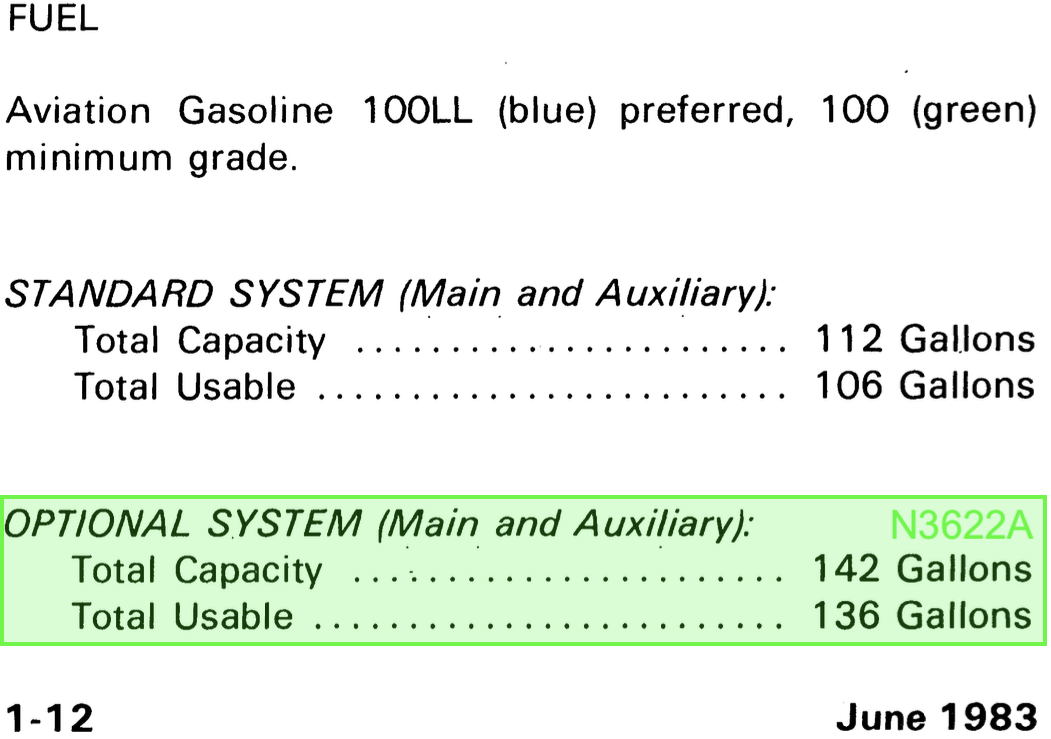 FUEL
Aviation Gasoline 100LL (blue) preferred, 100 (green)
minimum grade.
STANDARD SYSTEM (Main and Auxiliary):
Total Capacity ....................... 112 Gallons
Total Usable ......................... 106 Gallons
OPTIONAL SYSTEM (Main and Auxiliary): N3622A
Total Capacity ....................... 142 Gallons
Total Usable ......................... 136 Gallons
1-12 June 1983